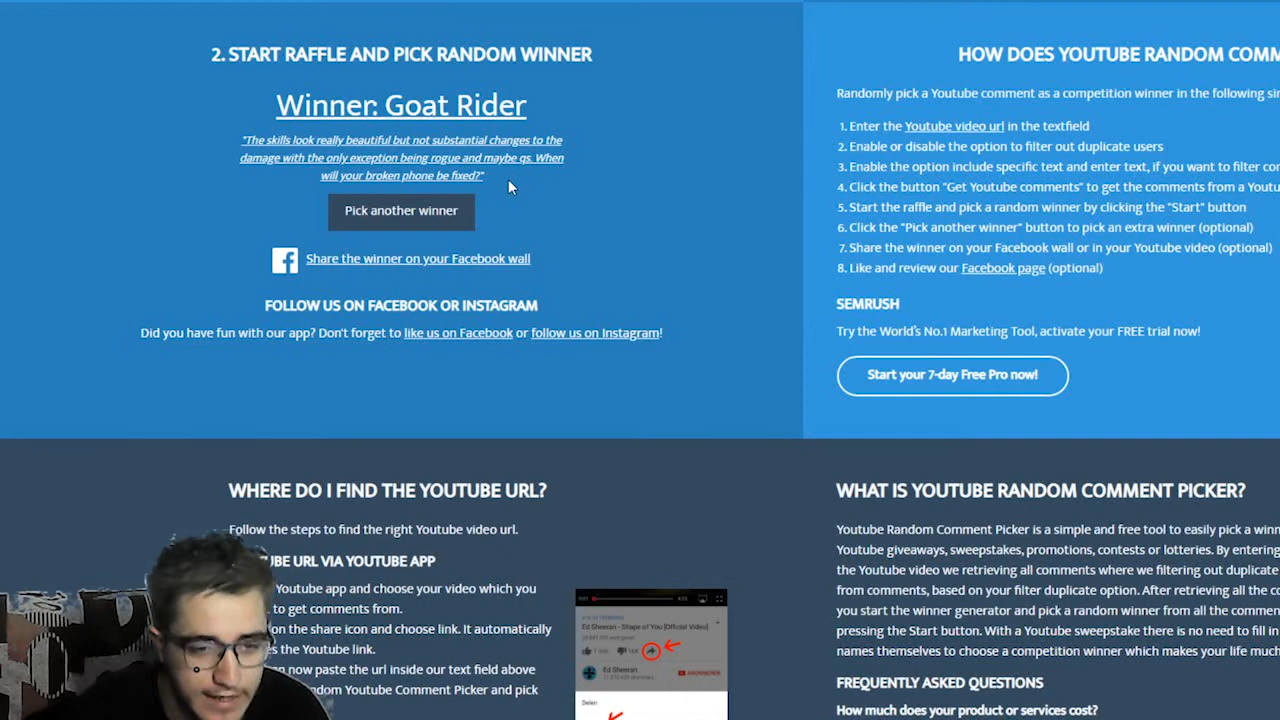 2. START RAFFLE AND PICK RANDOM WINNER
Winner: Goat Rider
"The skills look really beautiful but not substantial changes to the
damage with the only exception being rogue and maybe qs. When
will your broken phone be fixed?"
Pick another winner
Share the winner on your Facebook wall
FOLLOW US ON FACEBOOK OR INSTAGRAM
Did you have fun with our app? Don't forget to like us on Facebook or follow us on Instagram!
HOW DOES YOUTUBE RANDOM COMM
Randomly pick a Youtube comment as a competition winner in the following si
1. Enter the Youtube video url in the textfield
2. Enable or disable the option to filter out duplicate users
3. Enable the option include specific text and enter text, if you want to filter co
4. Click the button "Get Youtube comments" to get the comments from a Youtu
5. Start the raffle and pick a random winner by clicking the "Start" button
6. Click the "Pick another winner" button to pick an extra winner (optional)
7. Share the winner on your Facebook wall or in your Youtube video (optional)
8. Like and review our Facebook page (optional)
SEMRUSH
Try the World's No.1 Marketing Tool, activate your FREE trial now!
Start your 7-day Free Pro now!
WHERE DO I FIND THE YOUTUBE URL?
Follow the steps to find the right Youtube video url.
UBE URL VIA YOUTUBE APP
Youtube app and choose your video which you
to get comments from.
on the share icon and choose link. It automatically
es the Youtube link.
n now paste the url inside our text field above
ndom Youtube Comment Picker and pick
Ed Sheeran - Shape of You [Official Video]
Ed Sheeran
Delen
WHAT IS YOUTUBE RANDOM COMMENT PICKER?
Youtube Random Comment Picker is a simple and free tool to easily pick a winn
Youtube giveaways, sweepstakes, promotions, contests or lotteries. By entering
the Youtube video we retrieving all comments where we filtering out duplicate
from comments, based on your filter duplicate option. After retrieving all the co
you start the winner generator and pick a random winner from all the commen
pressing the Start button. With a Youtube sweepstake there is no need to fill in
names themselves to choose a competition winner which makes your life much
FREQUENTLY ASKED QUESTIONS
How much does your product or services cost?